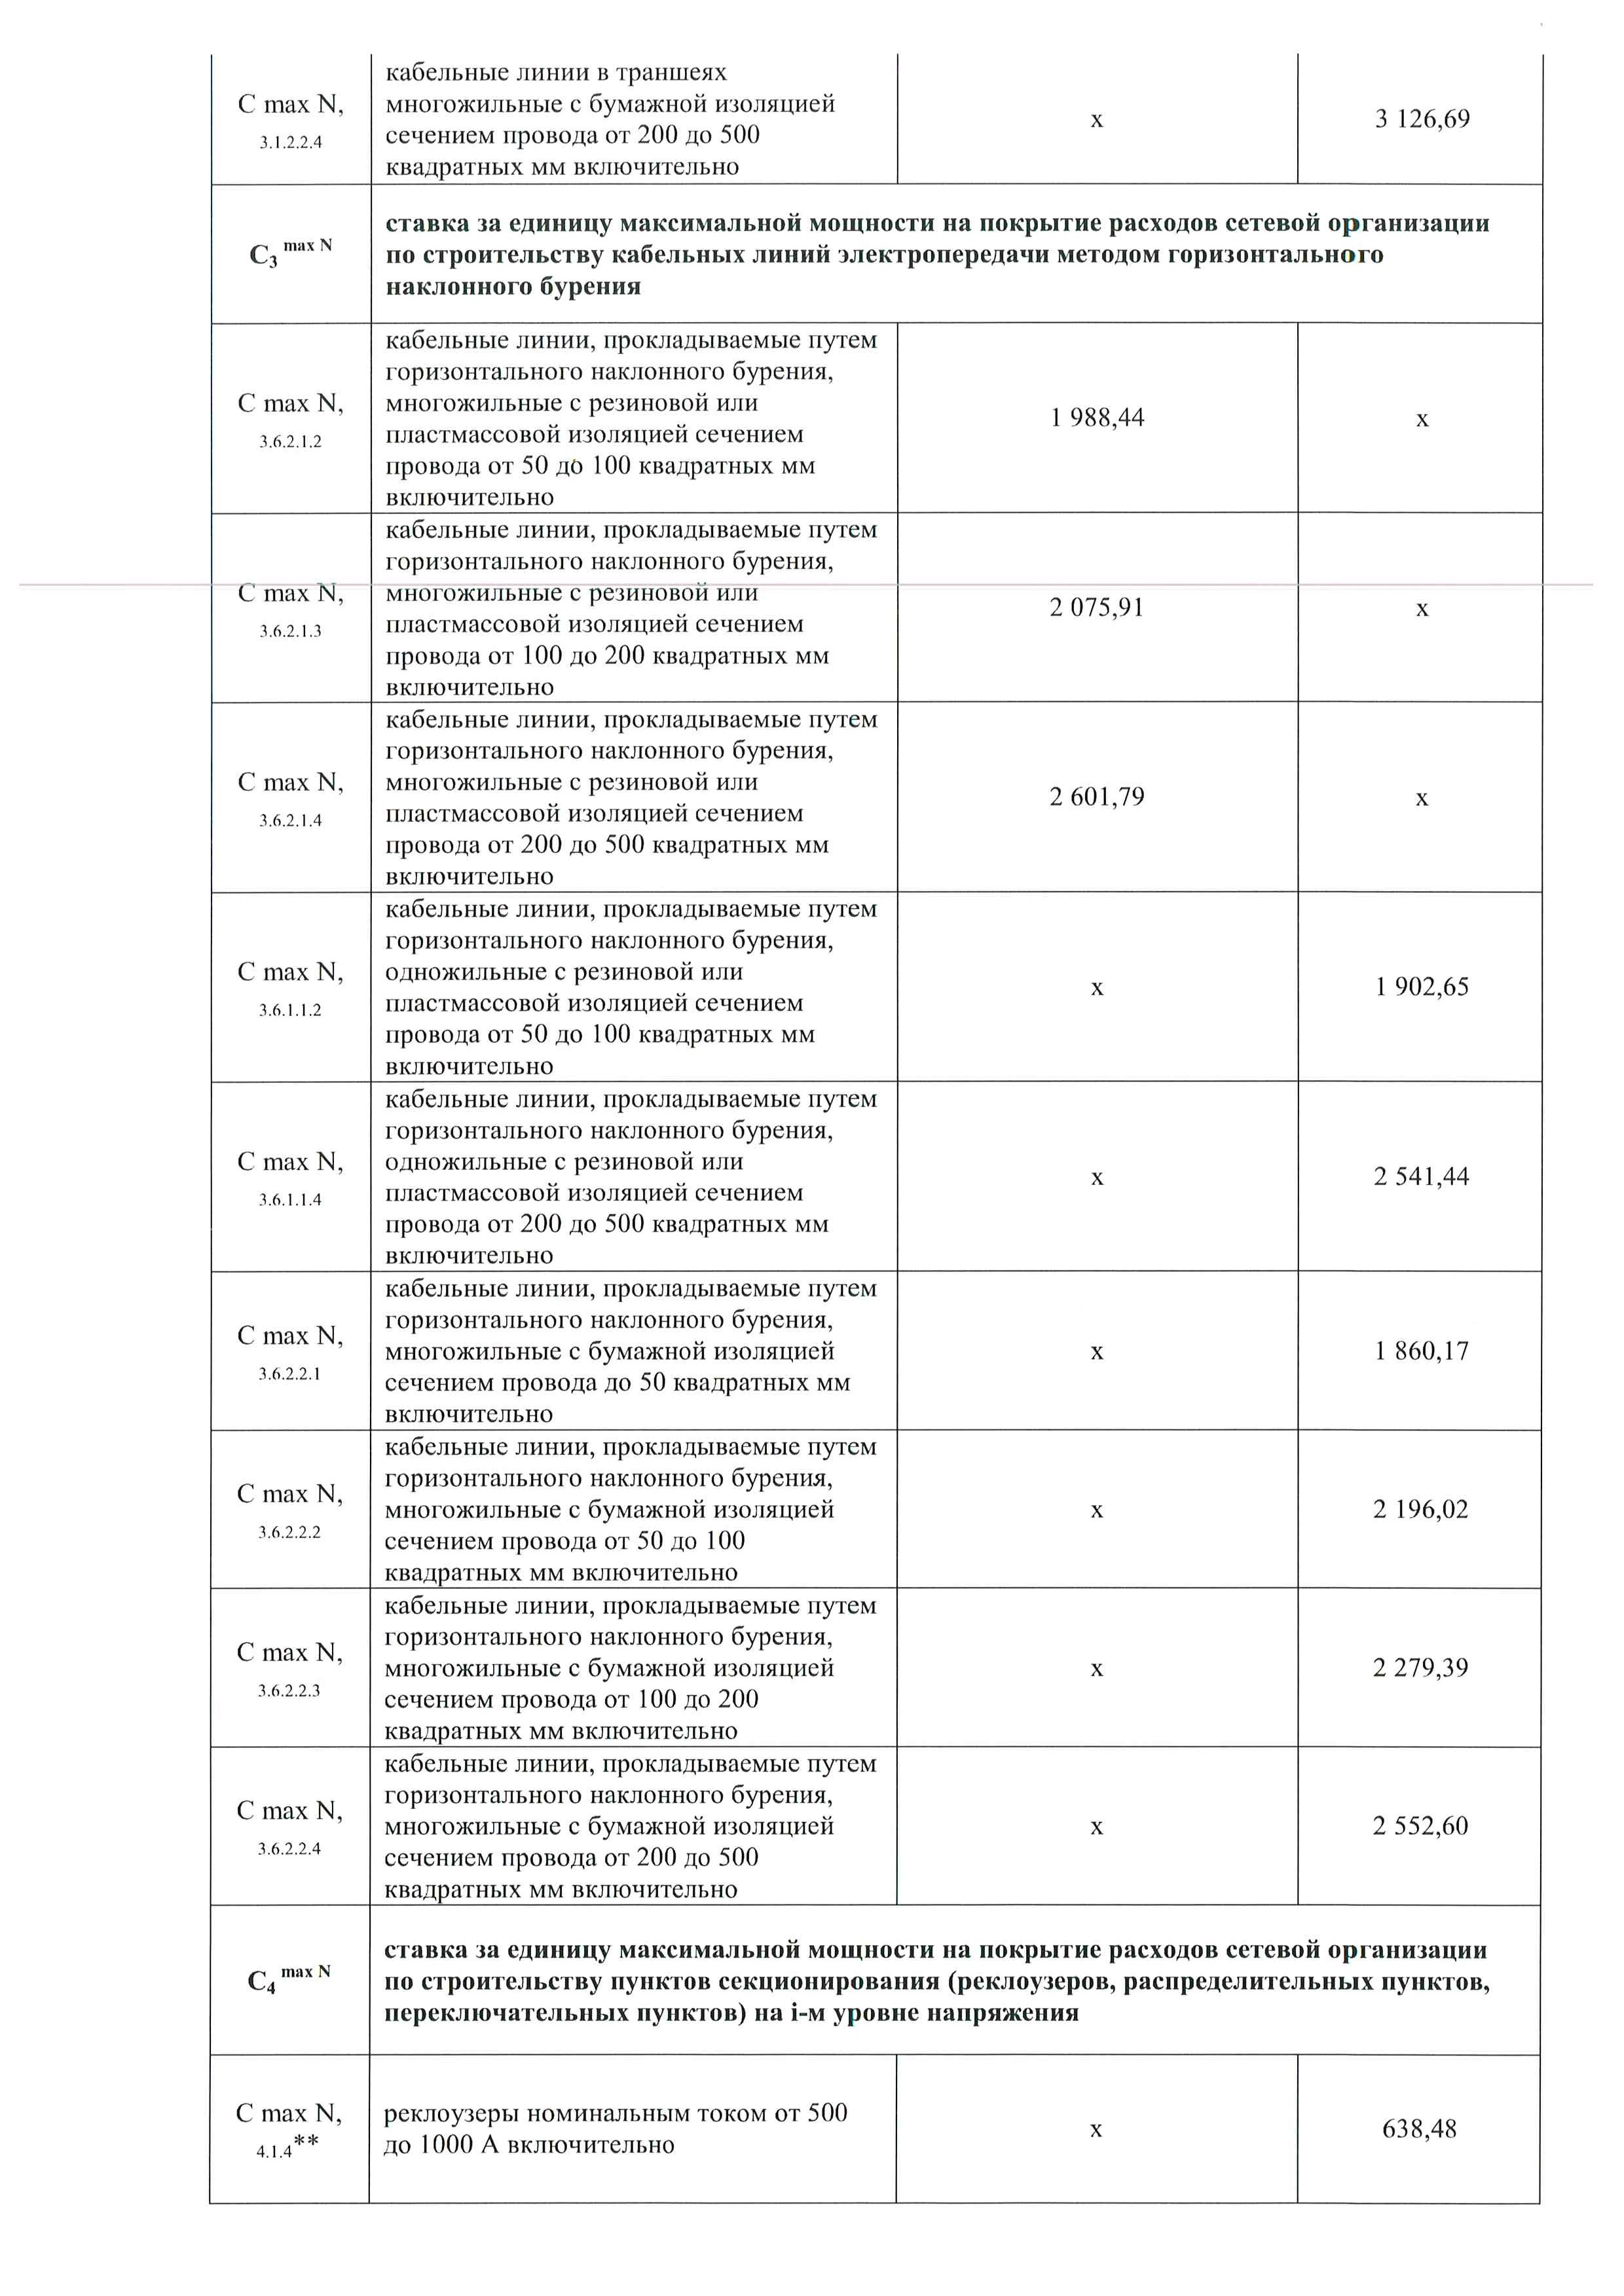 C max N,
3.1.2.2.4
кабельные линии в траншеях
многожильные с бумажной изоляцией
сечением провода от 200 до 500
квадратных мм включительно
х
3 126,69
C3 max N
ставка за единицу максимальной мощности на покрытие расходов сетевой организации
по строительству кабельных линий электропередачи методом горизонтального
наклонного бурения
C max N,
3.6.2.1.2
кабельные линии, прокладываемые путем
горизонтального наклонного бурения,
многожильные с резиновой или
пластмассовой изоляцией сечением
провода от 50 до 100 квадратных мм
включительно
1 988,44
х
C max N,
3.6.2.1.3
кабельные линии, прокладываемые путем
горизонтального наклонного бурения,
многожильные с резиновой или
пластмассовой изоляцией сечением
провода от 100 до 200 квадратных мм
включительно
2 075,91
х
C max N,
3.6.2.1.4
кабельные линии, прокладываемые путем
горизонтального наклонного бурения,
многожильные с резиновой или
пластмассовой изоляцией сечением
провода от 200 до 500 квадратных мм
включительно
2 601,79
х
C max N,
3.6.1.1.2
кабельные линии, прокладываемые путем
горизонтального наклонного бурения,
одножильные с резиновой или
пластмассовой изоляцией сечением
провода от 50 до 100 квадратных мм
включительно
х
1 902,65
C max N,
3.6.1.1.4
кабельные линии, прокладываемые путем
горизонтального наклонного бурения,
одножильные с резиновой или
пластмассовой изоляцией сечением
провода от 200 до 500 квадратных мм
включительно
х
2 541,44
C max N,
3.6.2.2.1
кабельные линии, прокладываемые путем
горизонтального наклонного бурения,
многожильные с бумажной изоляцией
сечением провода до 50 квадратных мм
включительно
х
1 860,17
C max N,
3.6.2.2.2
кабельные линии, прокладываемые путем
горизонтального наклонного бурения,
многожильные с бумажной изоляцией
сечением провода от 50 до 100
квадратных мм включительно
х
2 196,02
C max N,
3.6.2.2.3
кабельные линии, прокладываемые путем
горизонтального наклонного бурения,
многожильные с бумажной изоляцией
сечением провода от 100 до 200
квадратных мм включительно
х
2 279,39
C max N,
3.6.2.2.4
кабельные линии, прокладываемые путем
горизонтального наклонного бурения,
многожильные с бумажной изоляцией
сечением провода от 200 до 500
квадратных мм включительно
х
2 552,60
C4 max N
ставка за единицу максимальной мощности на покрытие расходов сетевой организации
по строительству пунктов секционирования (реклоузеров, распределительных пунктов,
переключательных пунктов) на i-м уровне напряжения
C max N,
4.1.4**
реклоузеры номинальным током от 500
до 1000 А включительно
х
638,48